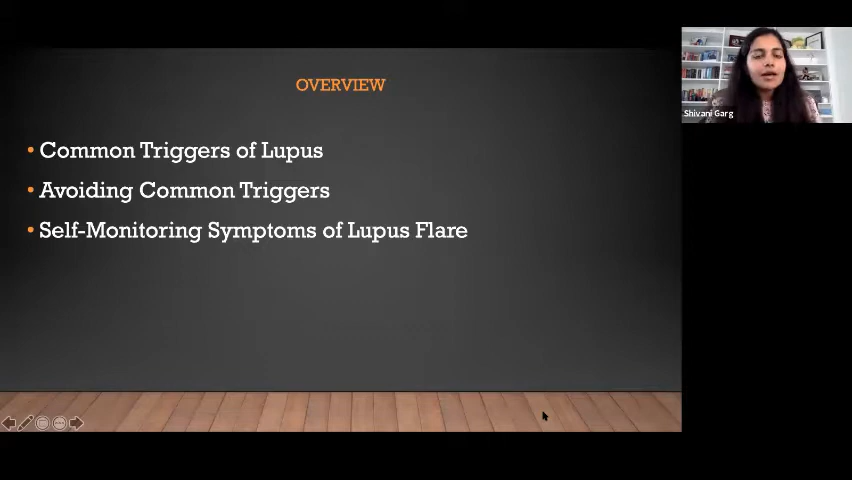 OVERVIEW
• Common Triggers of Lupus
• Avoiding Common Triggers
• Self-Monitoring Symptoms of Lupus Flare
Shivani Garg